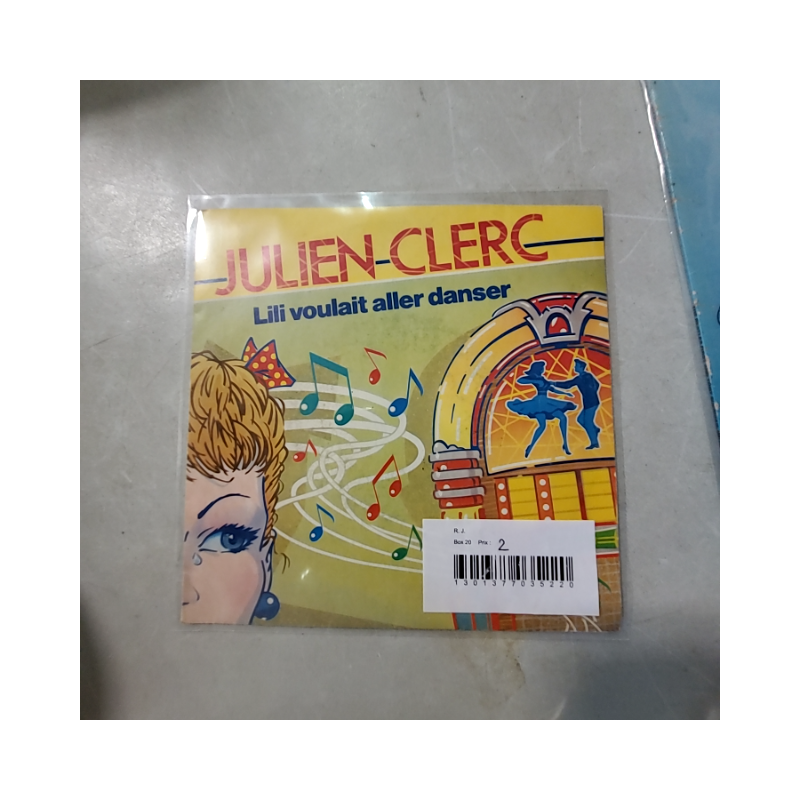 JULIEN-CLERC
Lili voulait aller danser
R. J.
Box 20 Prix : 2
1301377035220